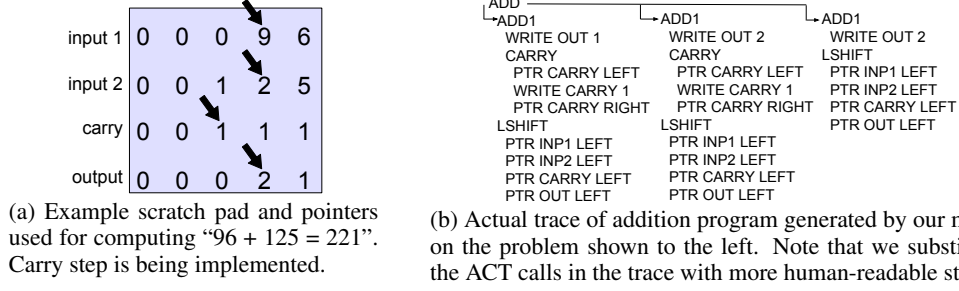 input 1 0 0 0 9 6
input 2 0 0 1 2 5
carry 0 0 1 1 1
output 0 0 0 2 1
(a) Example scratch pad and pointers
used for computing “96 + 125 = 221”.
Carry step is being implemented.
ADD
ADD1
WRITE OUT 1
CARRY
PTR CARRY LEFT
WRITE CARRY 1
PTR CARRY RIGHT
LSHIFT
PTR INP1 LEFT
PTR INP2 LEFT
PTR CARRY LEFT
PTR OUT LEFT
ADD1
WRITE OUT 2
CARRY
PTR CARRY LEFT
WRITE CARRY 1
PTR CARRY RIGHT
LSHIFT
PTR INP1 LEFT
PTR INP2 LEFT
PTR CARRY LEFT
PTR OUT LEFT
ADD1
WRITE OUT 2
LSHIFT
PTR INP1 LEFT
PTR INP2 LEFT
PTR CARRY LEFT
PTR OUT LEFT
(b) Actual trace of addition program generated by our
on the problem shown to the left. Note that we
the ACT calls in the trace with more human-readable